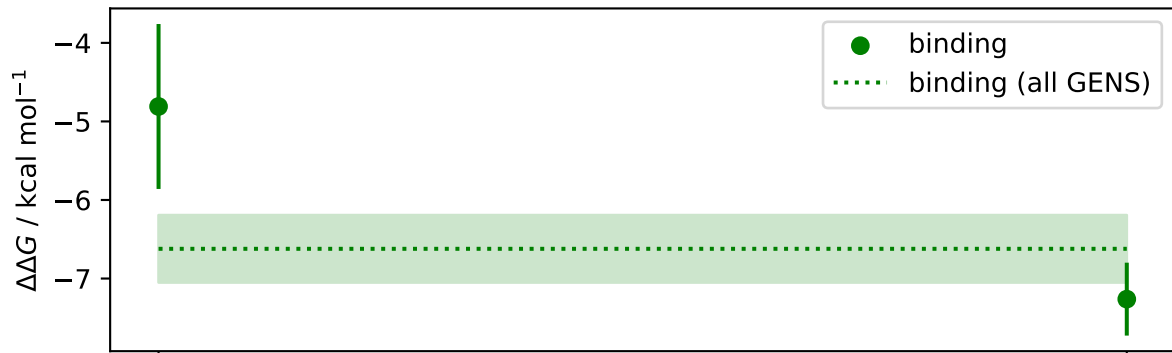 ΔΔG / kcal mol⁻¹
−4
−5
−6
−7
binding
binding (all GENS)